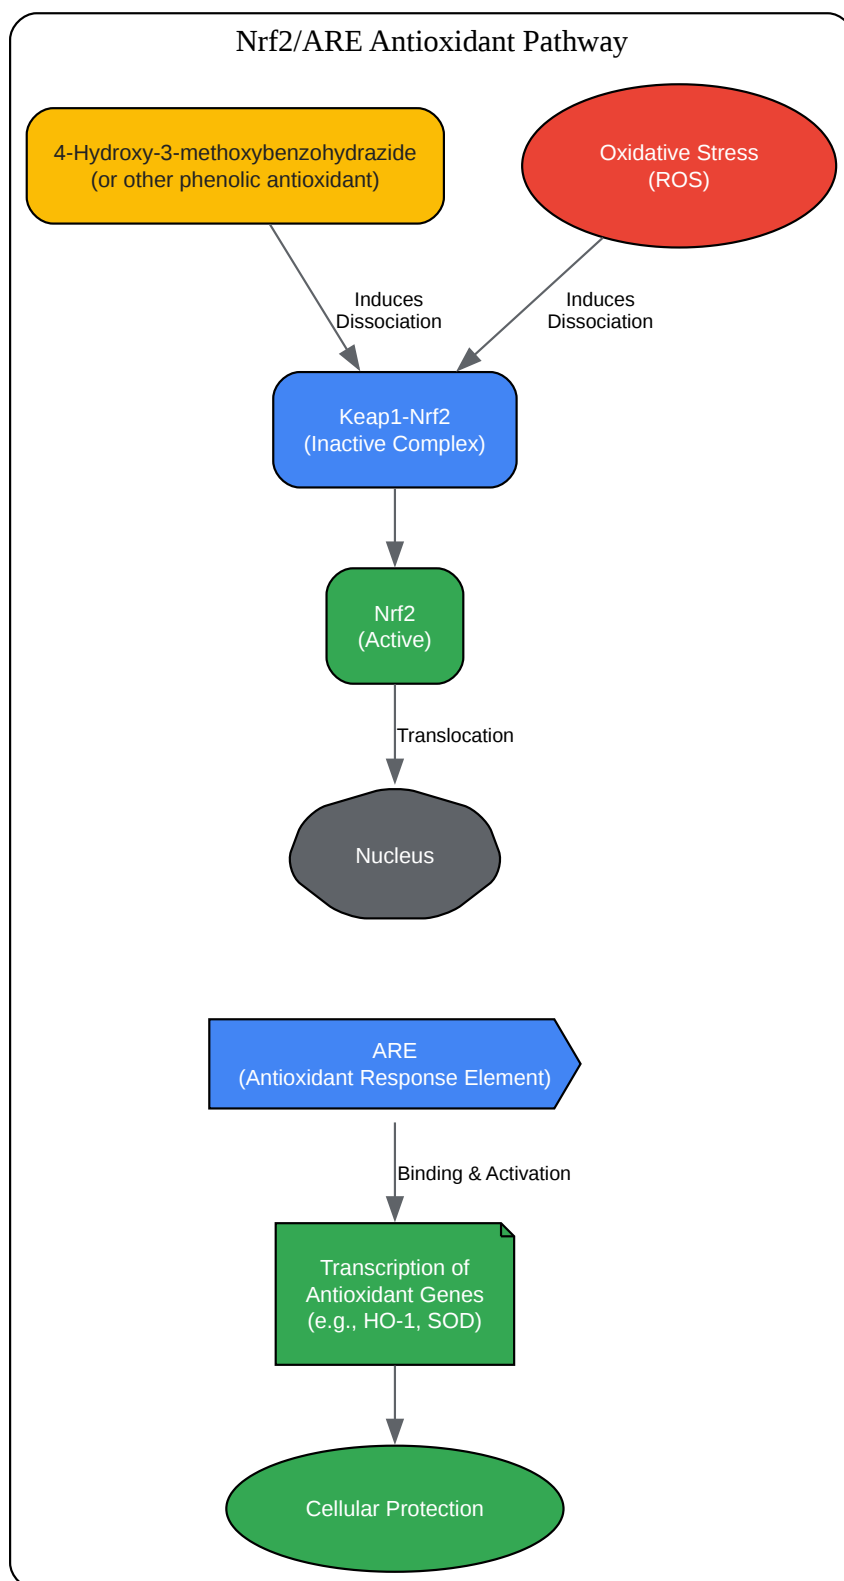 Nrf2/ARE Antioxidant Pathway
4-Hydroxy-3-methoxybenzohydrazide
(or other phenolic antioxidant)
Oxidative Stress
(ROS)
Induces
Dissociation
Induces
Dissociation
Keap1-Nrf2
(Inactive Complex)
Nrf2
(Active)
Translocation
Nucleus
ARE
(Antioxidant Response Element)
Binding & Activation
Transcription of
Antioxidant Genes
(e.g., HO-1, SOD)
Cellular Protection